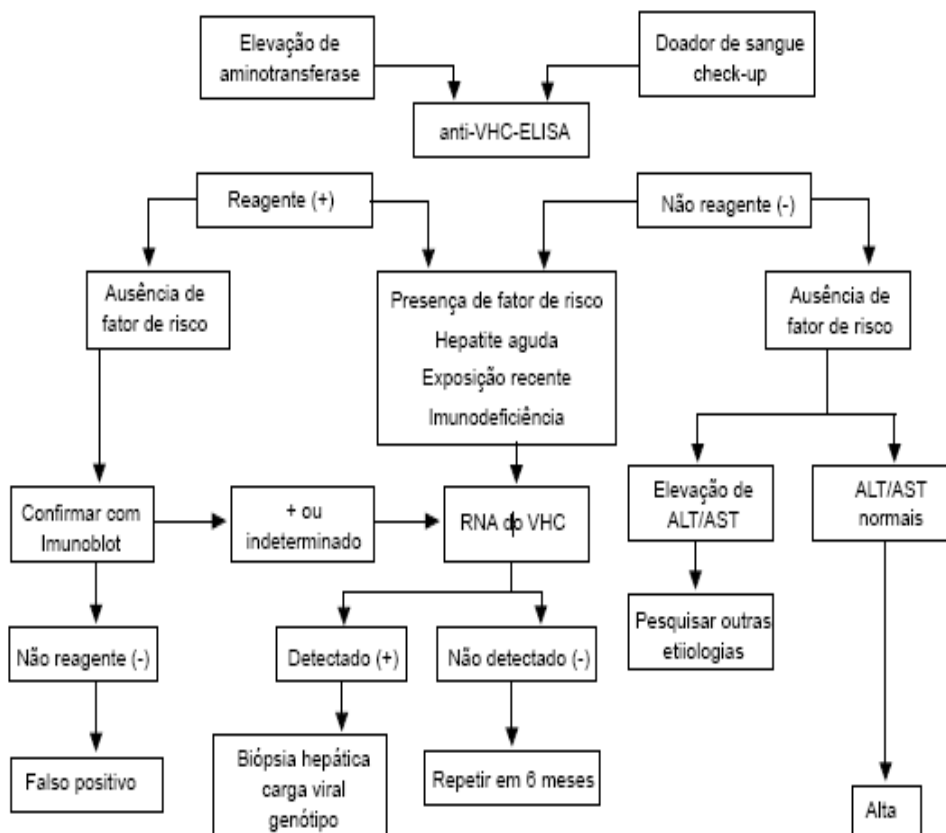 Elevação de
aminotransferase
Doador de sangue
check-up
anti-VHC-ELISA
Reagente (+)
Não reagente (-)
Ausência de
fator de risco
Presença de fator de risco
Hepatite aguda
Exposição recente
Imunodeficiência
Ausência de
fator de risco
Confirmar com
Imunoblot
+ ou
indeterminado
RNA do VHC
Elevação de
ALT/AST
ALT/AST
normais
Não reagente (-)
Detectado (+)
Não detectado (-)
Pesquisar outras
etiiologias
Falso positivo
Biópsia hepática
carga viral
genótipo
Repetir em 6 meses
Alta